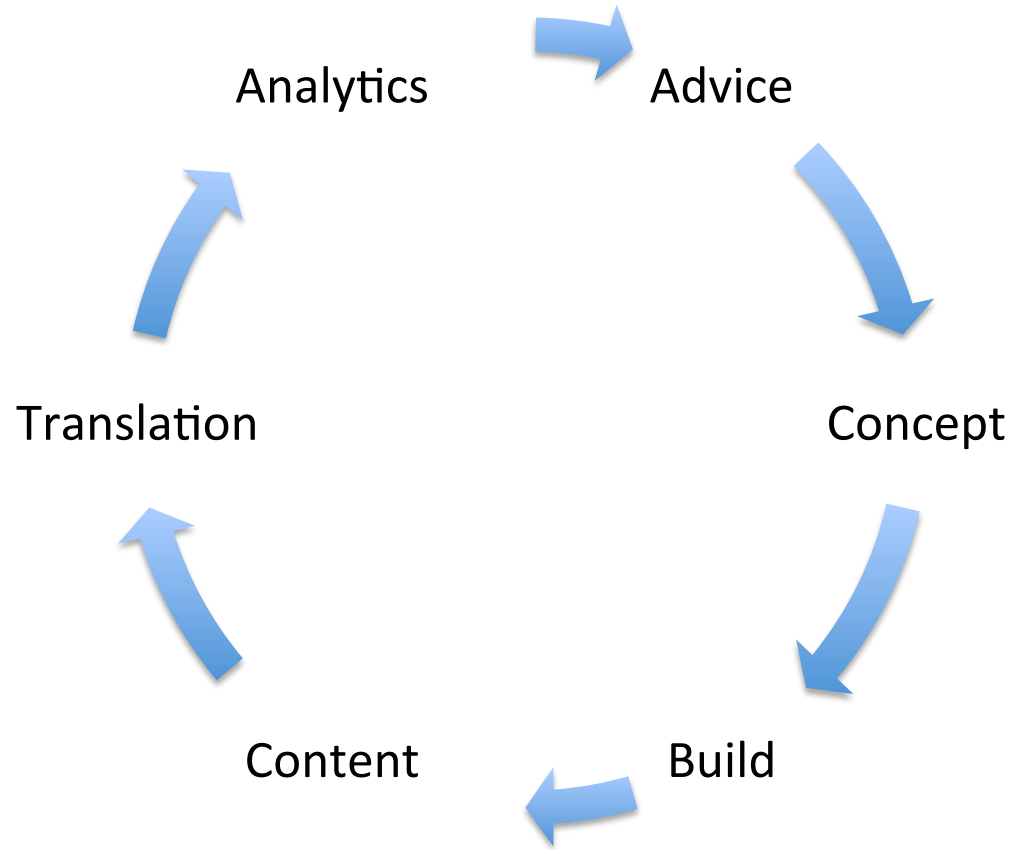 Analytics
Advice
Concept
Build
Content
Translation